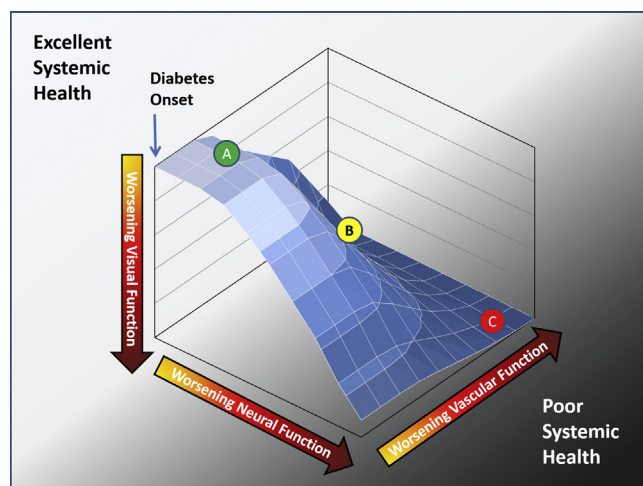 Excellent
Systemic
Health
Diabetes
Onset
A
B
C
Worsening Visual Function
Worsening Neural Function
Worsening Vascular Function
Poor
Systemic
Health